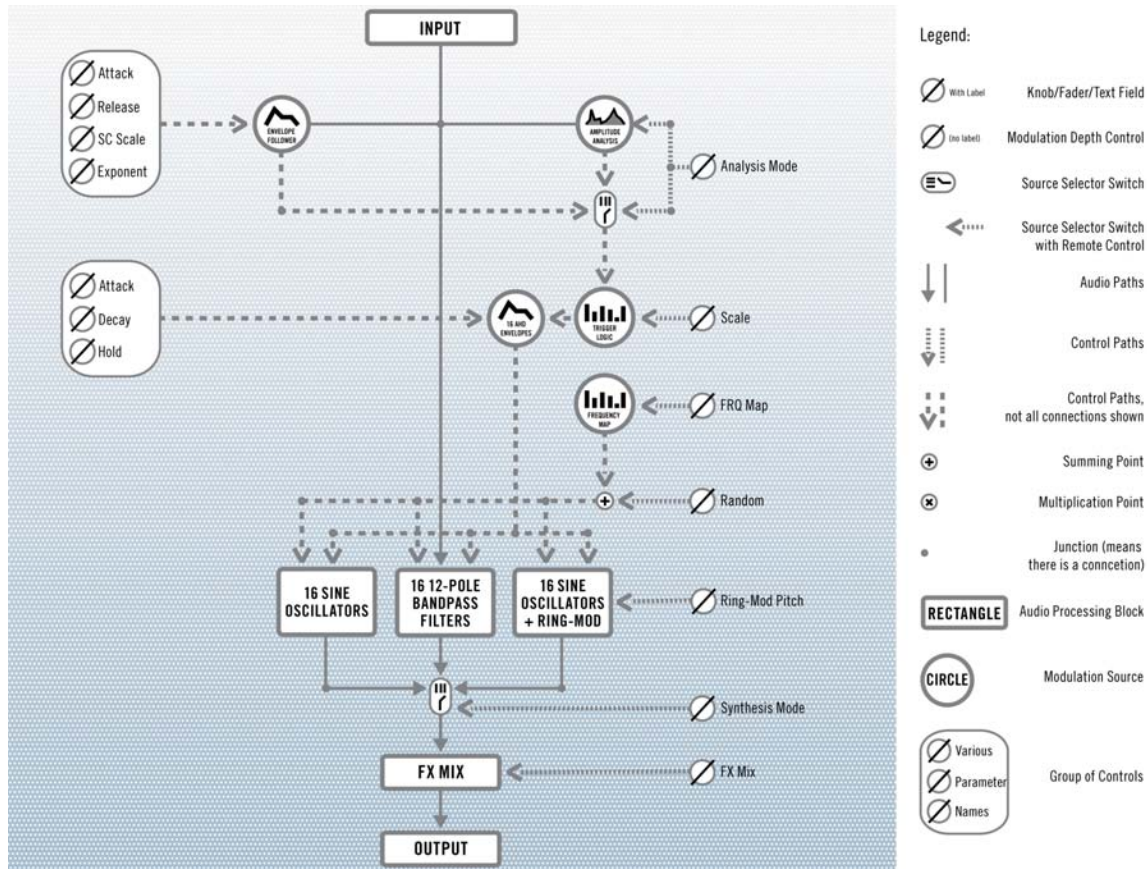 INPUT
Attack
Release
SC Scale
Exponent
ENVELOPE
FOLLOWER
AMPLITUDE
ANALYSIS
Analysis Mode
Attack
Decay
Hold
16 AHD
ENVELOPES
TRIGGER
LOGIC
Scale
FREQUENCY
MAP
FRQ Map
Random
16 SINE
OSCILLATORS
16 12-POLE
BANDPASS
FILTERS
16 SINE
OSCILLATORS
+ RING-MOD
Ring-Mod Pitch
Synthesis Mode
FX MIX
FX Mix
OUTPUT
Legend:
With Label
Knob/Fader/Text Field
(no label)
Modulation Depth Control
Source Selector Switch
Source Selector Switch
with Remote Control
Audio Paths
Control Paths
Control Paths,
not all connections shown
Summing Point
Multiplication Point
Junction (means
there is a conncetion)
RECTANGLE
Audio Processing Block
CIRCLE
Modulation Source
Various
Parameter
Names
Group of Controls